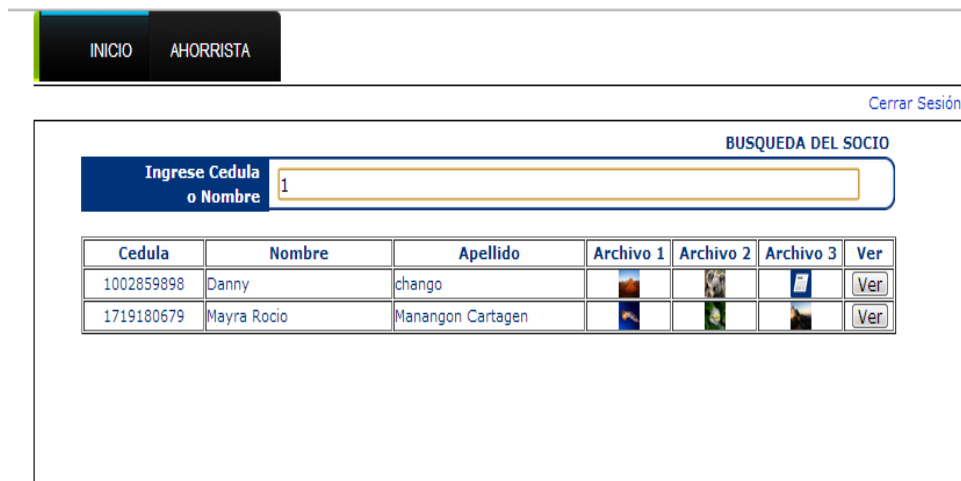 INICIO AHORRISTA
Cerrar Sesión
BUSQUEDA DEL SOCIO
Ingrese Cedula
o Nombre
1
Cedula Nombre Apellido Archivo 1 Archivo 2 Archivo 3 Ver
1002859898 Danny chango Ver
1719180679 Mayra Rocio Manangon Cartagen Ver